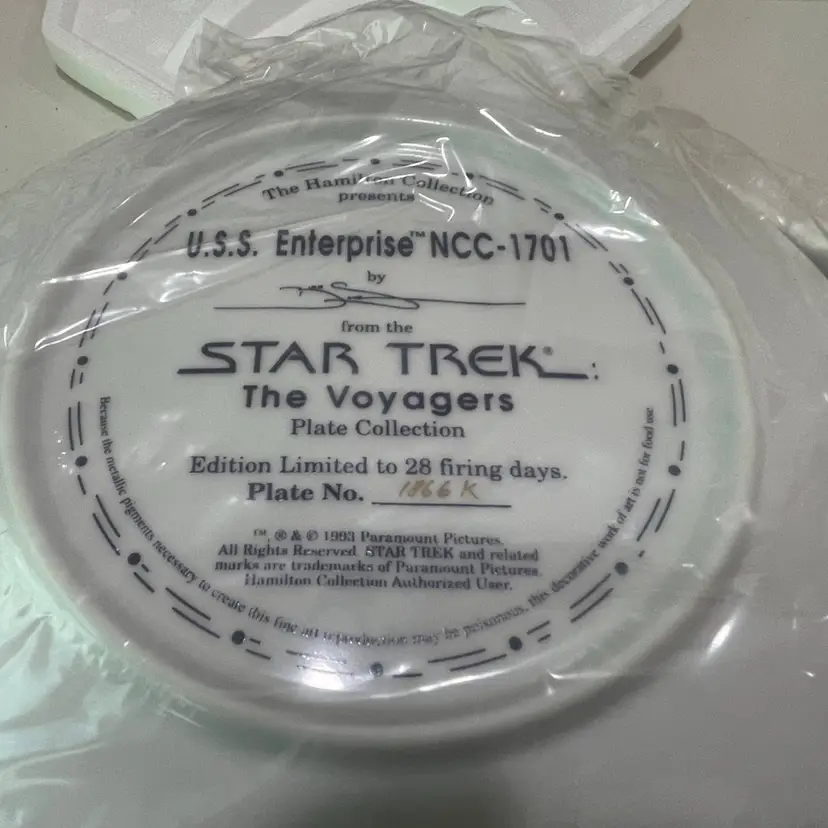 The Hamilton Collection
presents
U.S.S. Enterprise™ NCC-1701
by
from the
STAR TREK®:
The Voyagers
Plate Collection
Edition Limited to 28 firing days.
Plate No. 1866 K
™, ® & © 1993 Paramount Pictures.
All Rights Reserved. STAR TREK and related
marks are trademarks of Paramount Pictures.
Hamilton Collection Authorized User.
Because the metallic pigments necessary to create this fine art reproduction may be poisonous, this decorative work of art is not for food use.